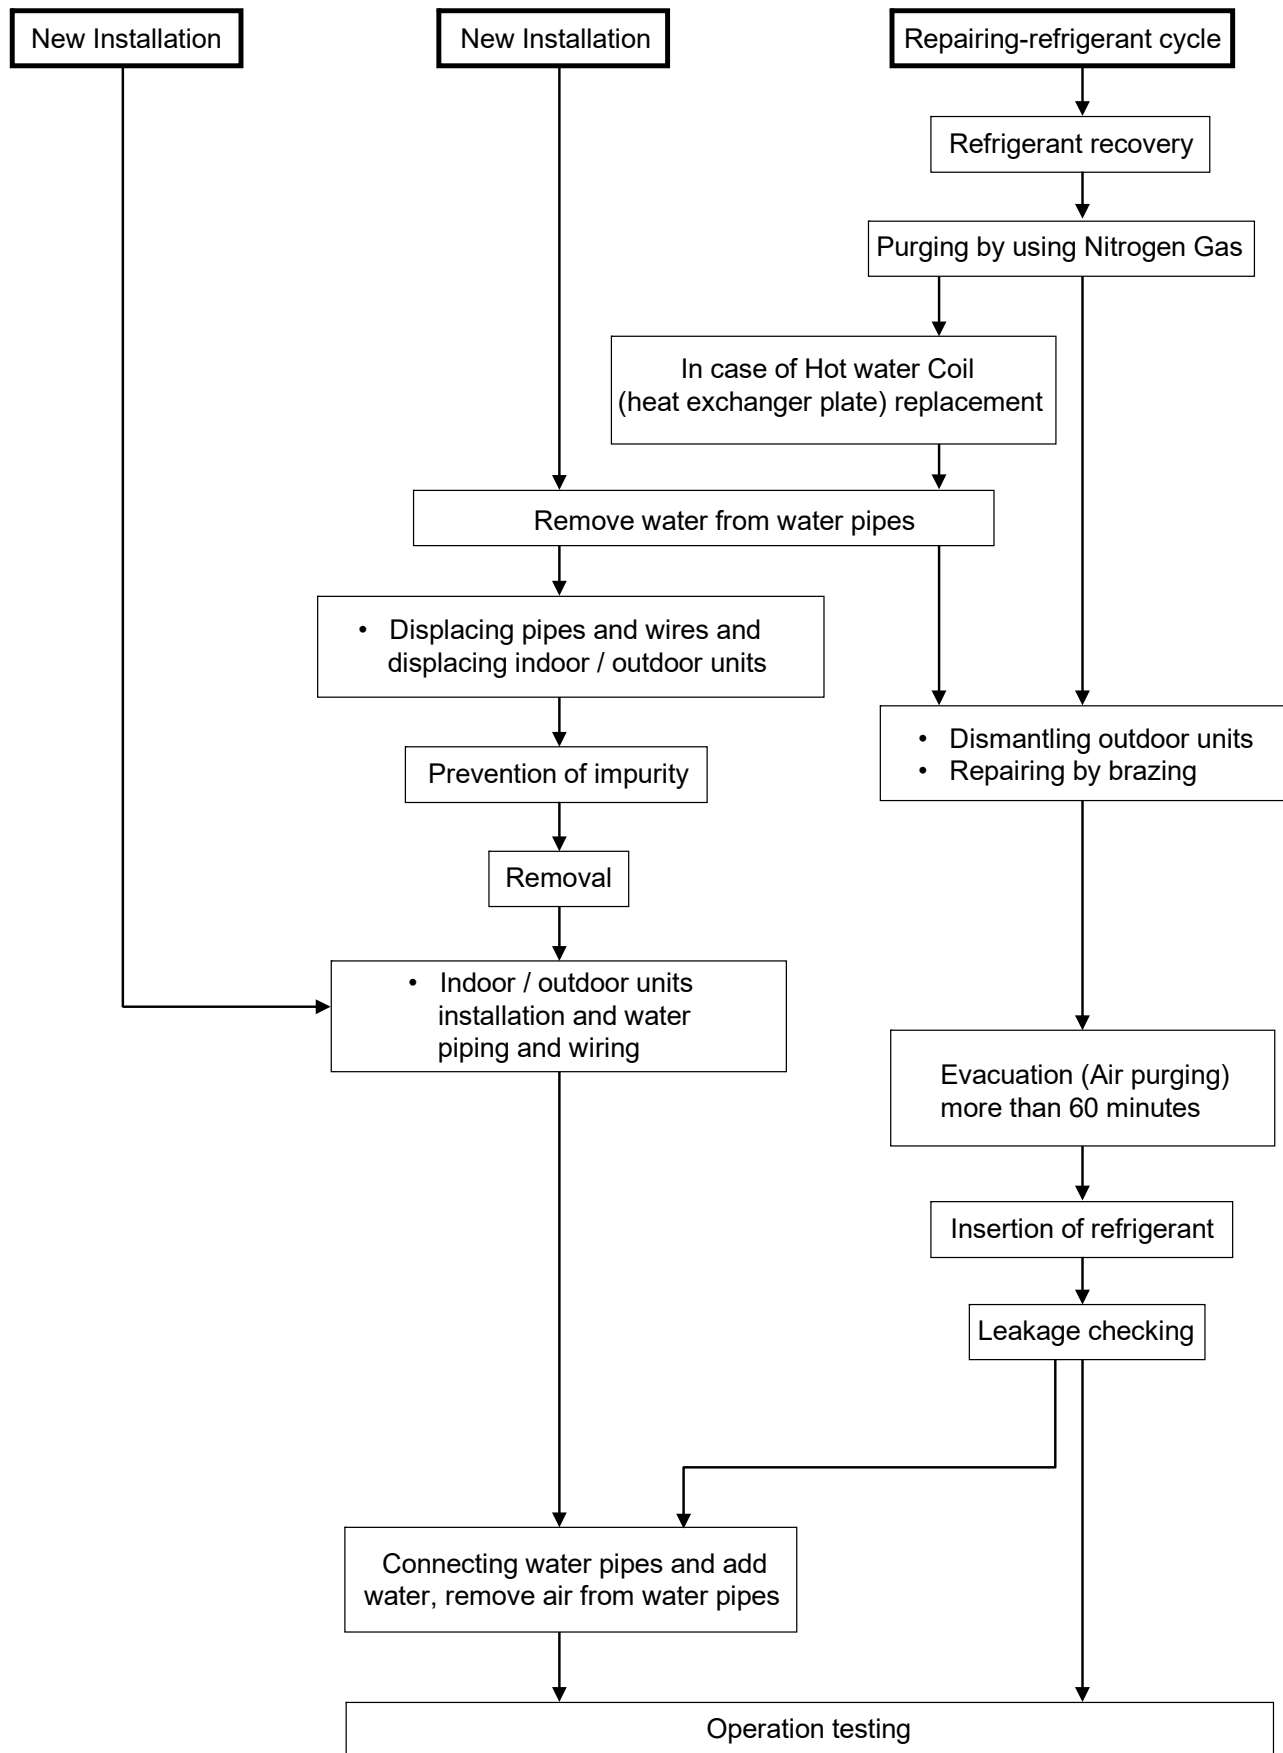 New Installation
New Installation
Repairing-refrigerant cycle
Refrigerant recovery
Purging by using Nitrogen Gas
In case of Hot water Coil
(heat exchanger plate) replacement
Remove water from water pipes
• Displacing pipes and wires and
displacing indoor / outdoor units
• Dismantling outdoor units
• Repairing by brazing
Prevention of impurity
Removal
• Indoor / outdoor units
installation and water
piping and wiring
Evacuation (Air purging)
more than 60 minutes
Insertion of refrigerant
Leakage checking
Connecting water pipes and add
water, remove air from water pipes
Operation testing